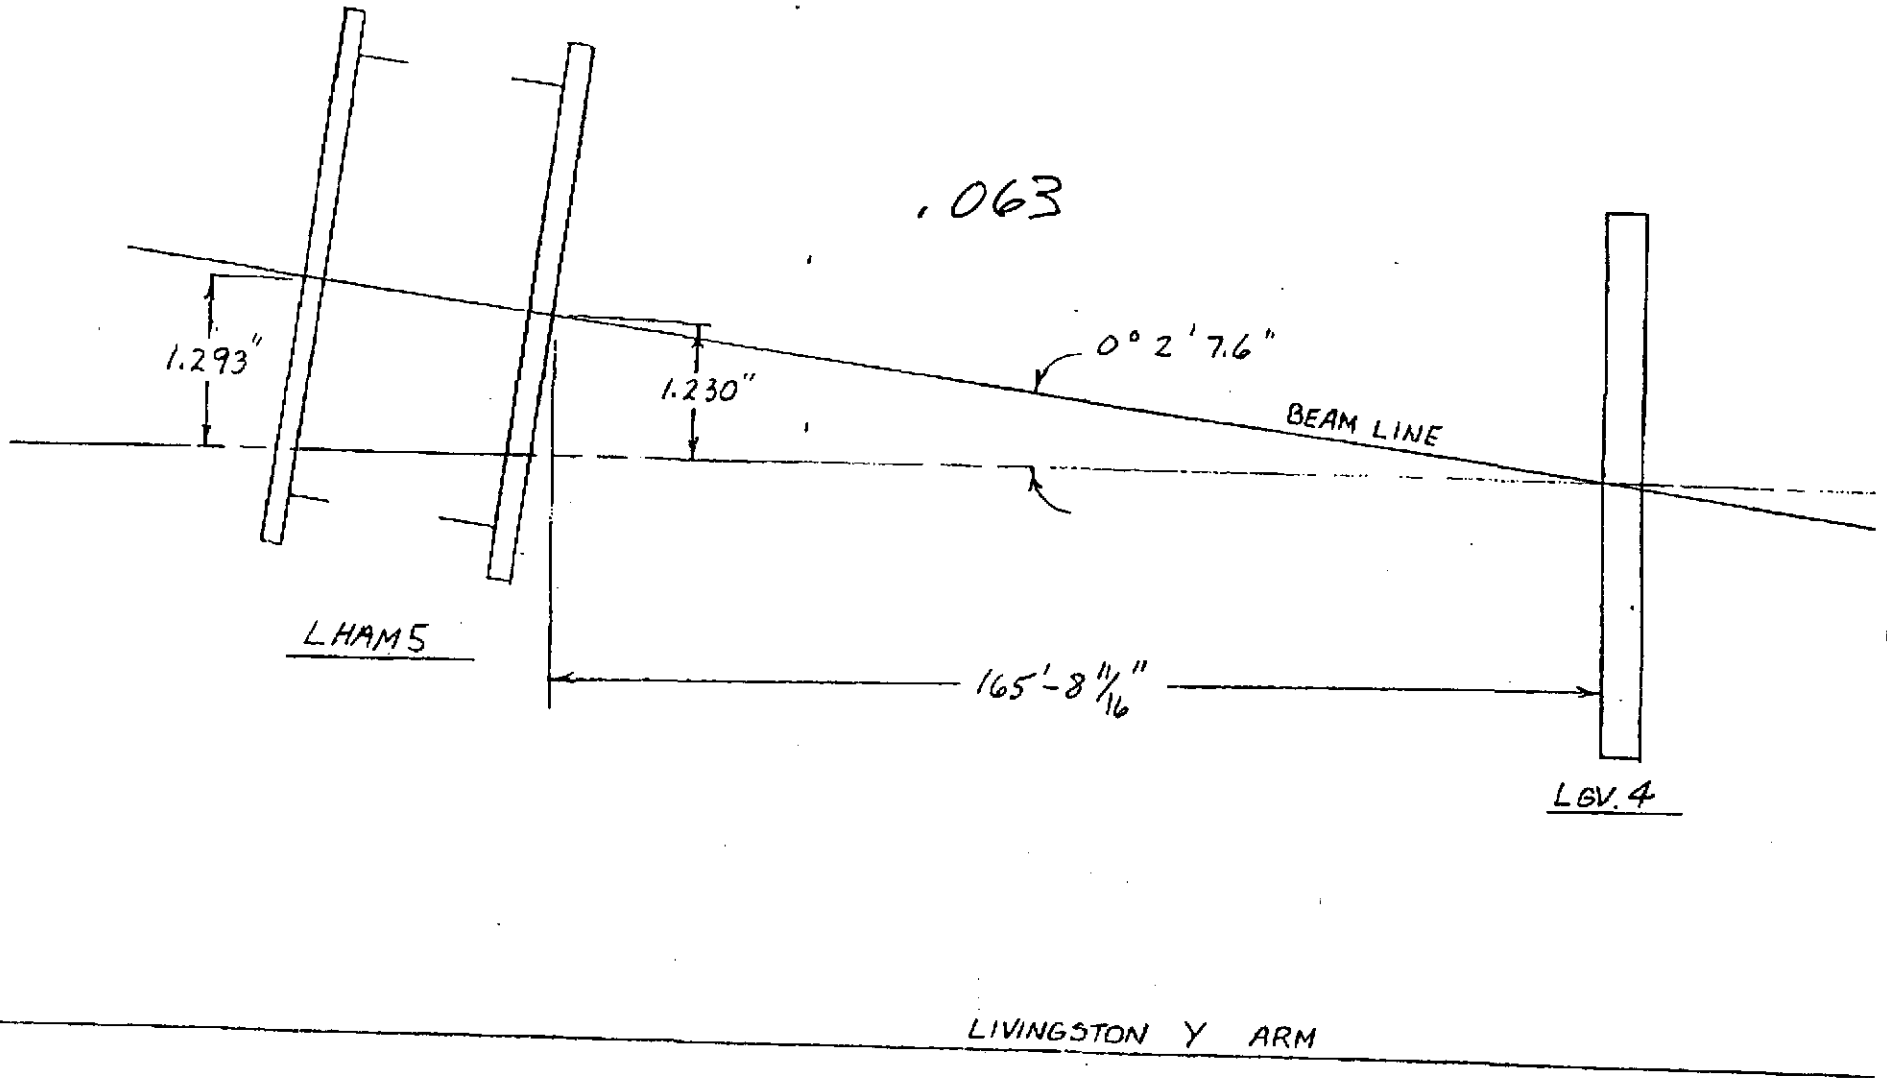 .063
1.293"
0° 2' 7.6"
1.230"
BEAM LINE
LHAM5
165'-8 11/16"
LGV.4
LIVINGSTON Y ARM